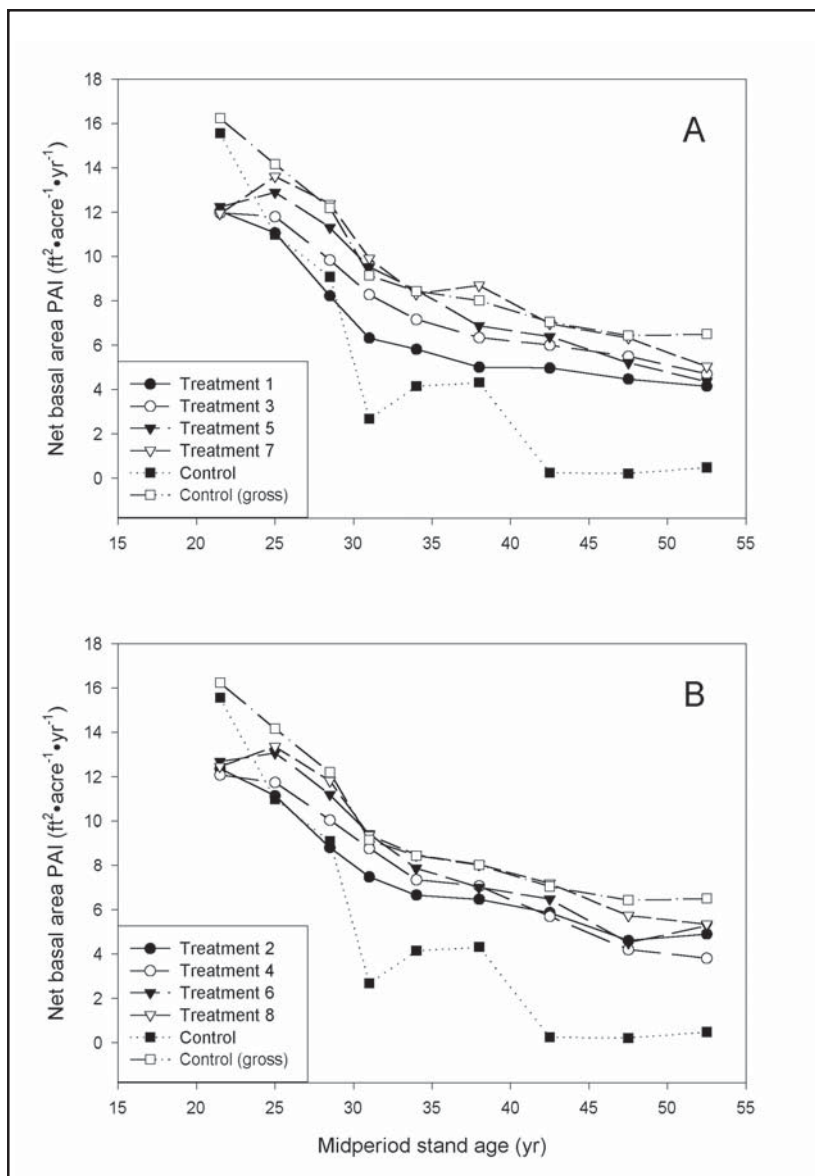 A
Net basal area PAI (ft²•acre⁻¹•yr⁻¹)
18
16
14
12
10
8
6
4
2
0
Treatment 1
Treatment 3
Treatment 5
Treatment 7
Control
Control (gross)
15 20 25 30 35 40 45 50 55
B
Net basal area PAI (ft²•acre⁻¹•yr⁻¹)
18
16
14
12
10
8
6
4
2
0
Treatment 2
Treatment 4
Treatment 6
Treatment 8
Control
Control (gross)
15 20 25 30 35 40 45 50 55
Midperiod stand age (yr)